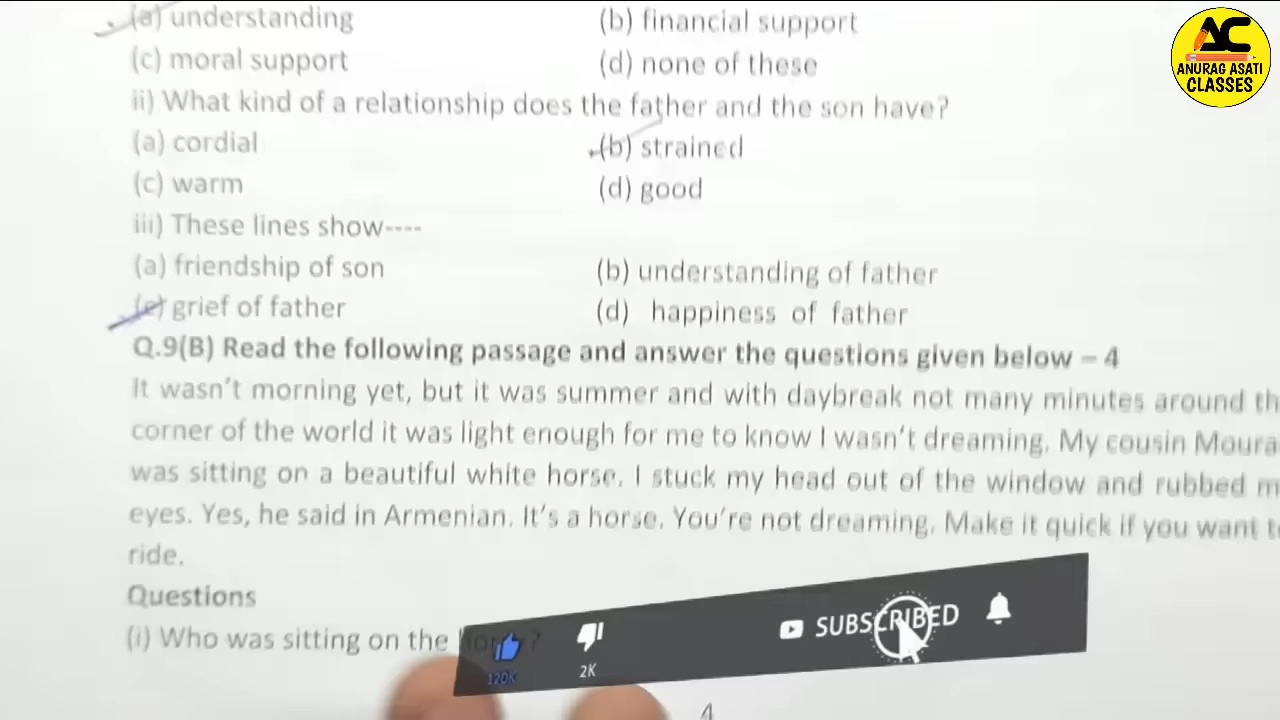 (a) understanding (b) financial support
(c) moral support (d) none of these
ii) What kind of a relationship does the father and the son have?
(a) cordial (b) strained
(c) warm (d) good
iii) These lines show----
(a) friendship of son (b) understanding of father
(c) grief of father (d) happiness of father
Q.9(B) Read the following passage and answer the questions given below – 4
It wasn't morning yet, but it was summer and with daybreak not many minutes around th
corner of the world it was light enough for me to know I wasn't dreaming. My cousin Moura
was sitting on a beautiful white horse. I stuck my head out of the window and rubbed m
eyes. Yes, he said in Armenian. It's a horse. You're not dreaming. Make it quick if you want to
ride.
Questions
(i) Who was sitting on the horse?
120K 2K SUBSCRIBED
4
AC
ANURAG ASATI
CLASSES